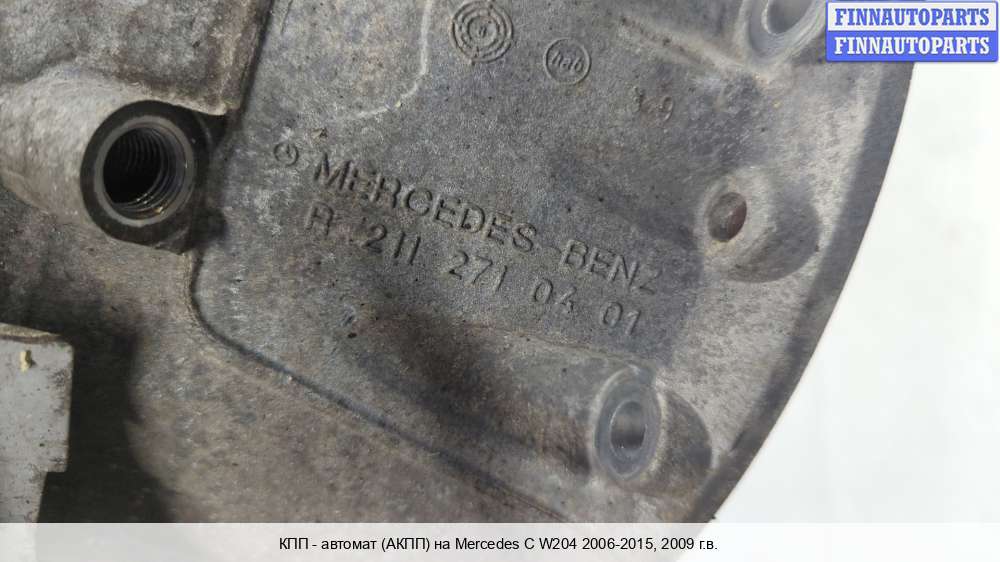 FINNAUTOPARTS
FINNAUTOPARTS
MERCEDES-BENZ
R 211 271 04 01
КПП - автомат (АКПП) на Mercedes C W204 2006-2015, 2009 г.в.